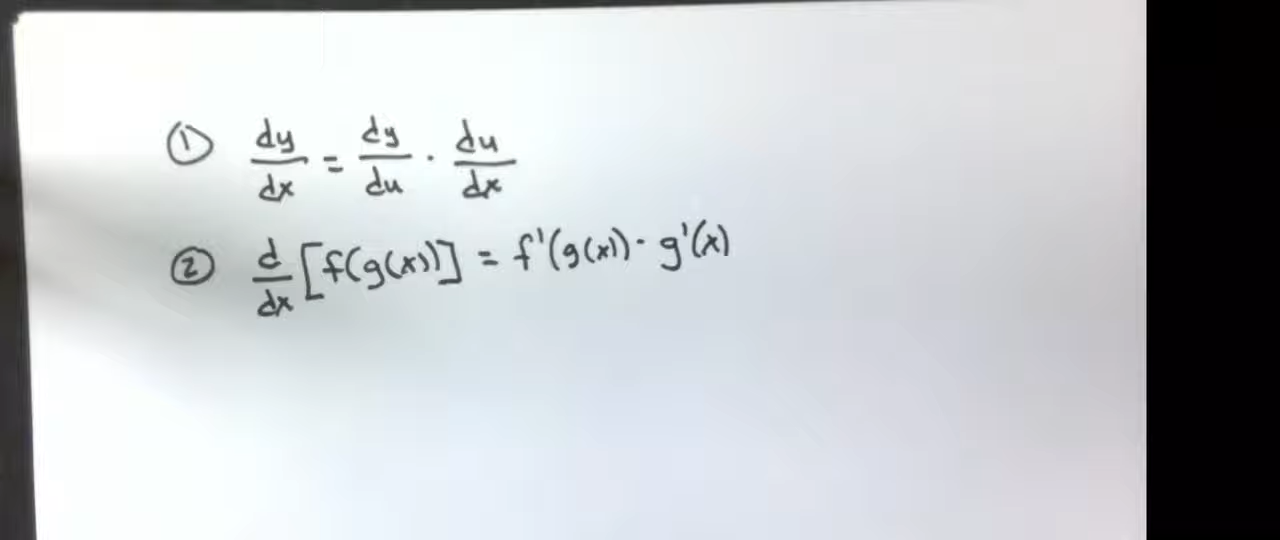 ① dy/dx = dy/du · du/dx
② d/dx [f(g(x))] = f'(g(x)) · g'(x)